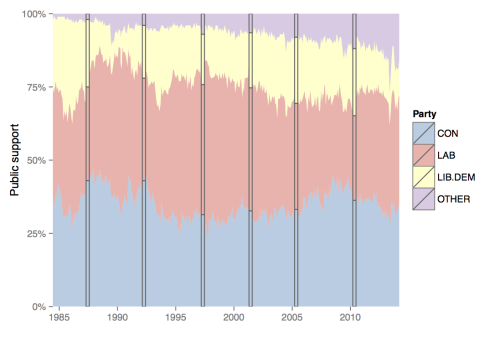 100%
75%
50%
25%
0%
Public support
1985 1990 1995 2000 2005 2010
Party
CON
LAB
LIB.DEM
OTHER